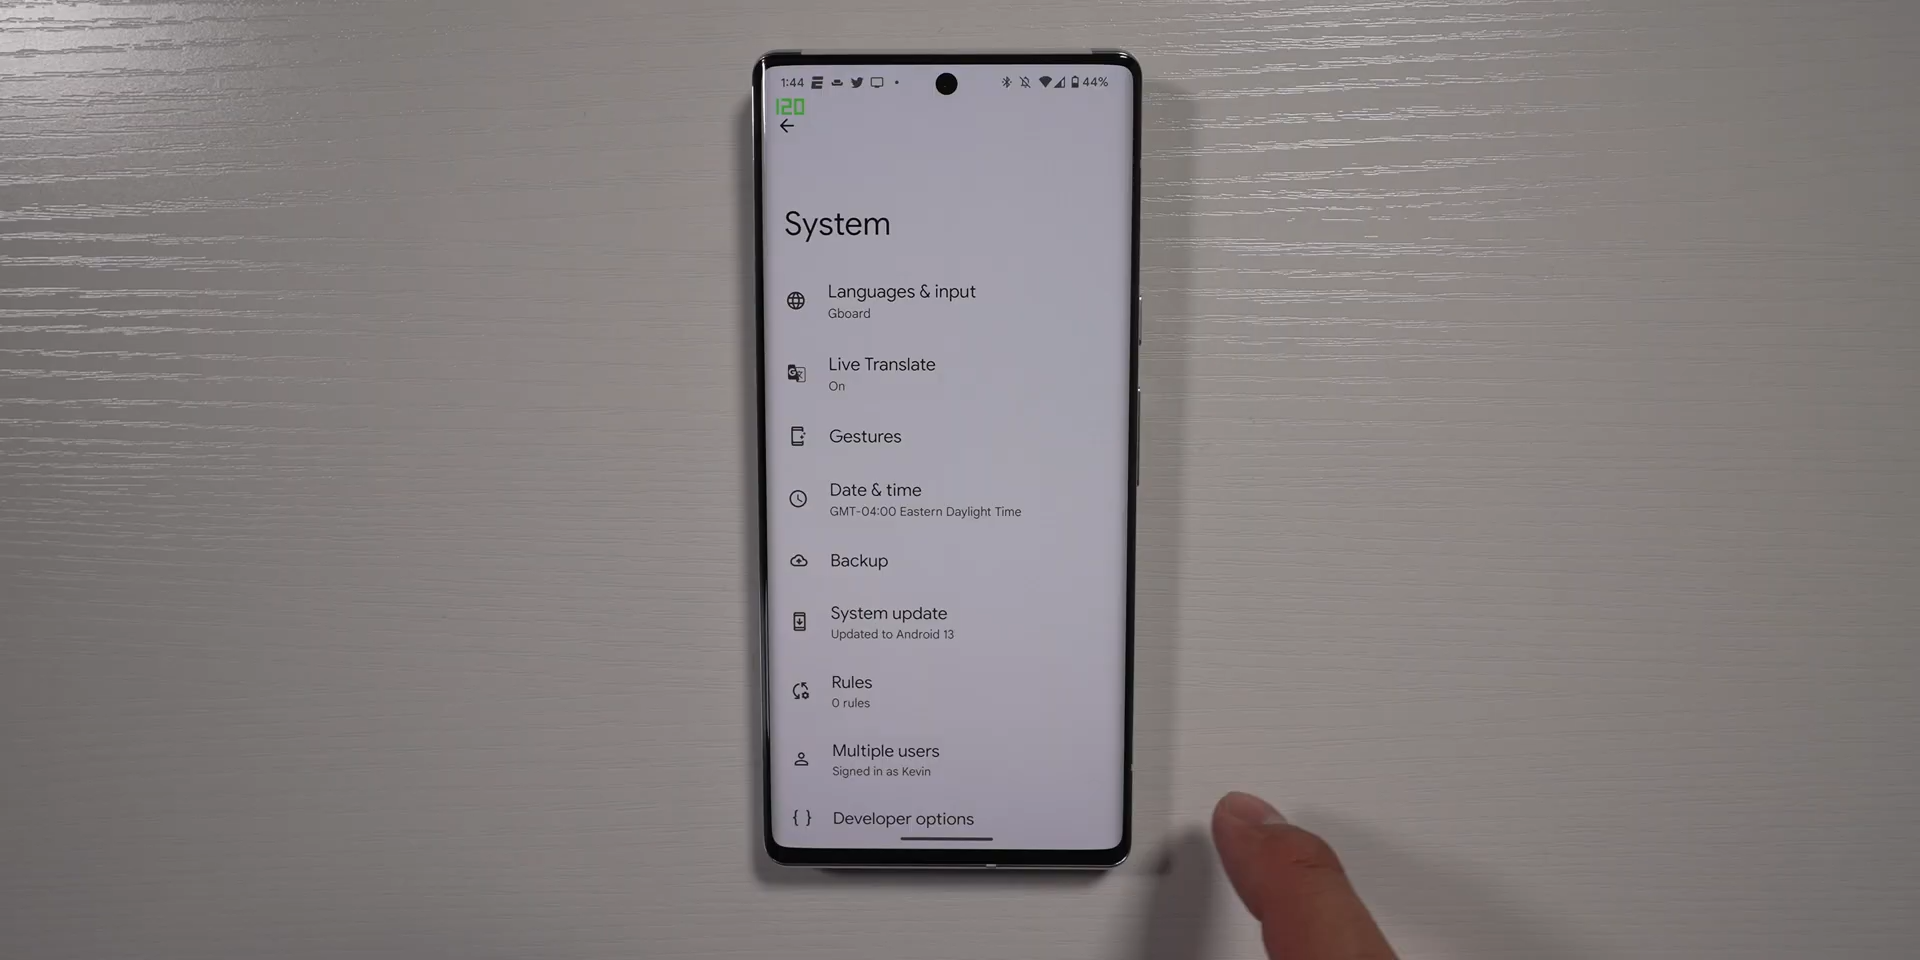 1:44 44%
120
System
Languages & input
Gboard
Live Translate
On
Gestures
Date & time
GMT-04:00 Eastern Daylight Time
Backup
System update
Updated to Android 13
Rules
0 rules
Multiple users
Signed in as Kevin
{ } Developer options